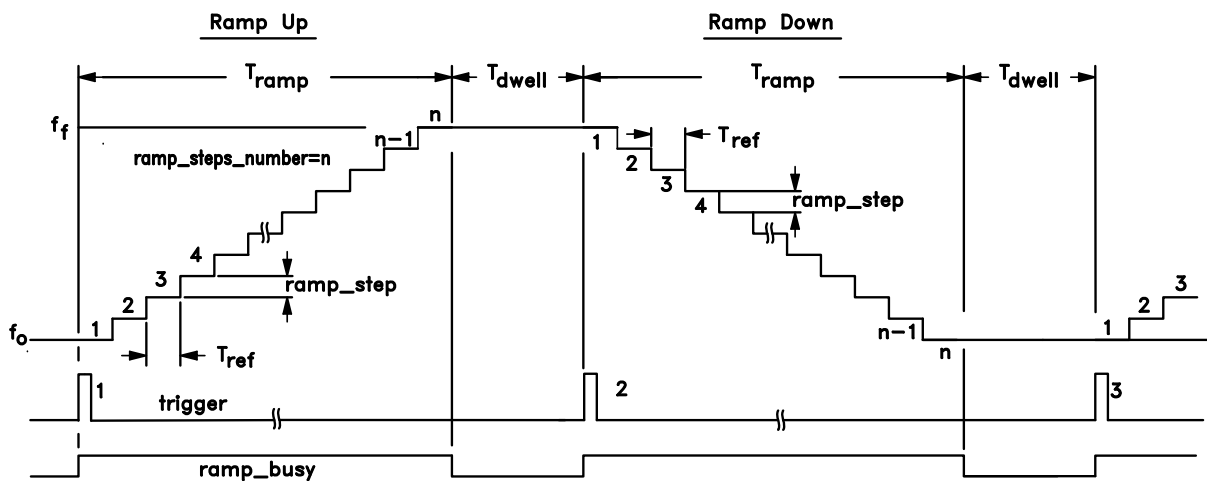 Ramp Up Ramp Down
Tramp Tdwell Tramp Tdwell
ff n
n-1 1 Tref
ramp_steps_number=n 2
3
4 ramp_step
4
3 ramp_step
2 3
2
fo 1 n-1 1
Tref n
1 trigger 2 3
ramp_busy